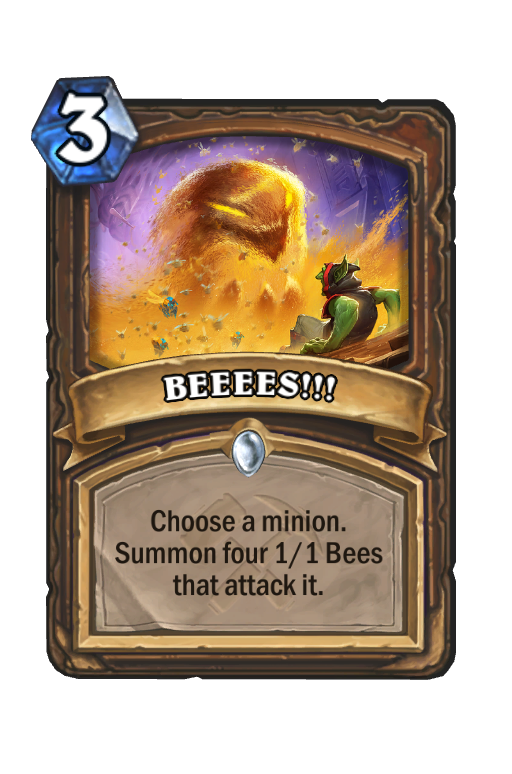 3
BEEEES!!!
Choose a minion.
Summon four 1/1 Bees
that attack it.